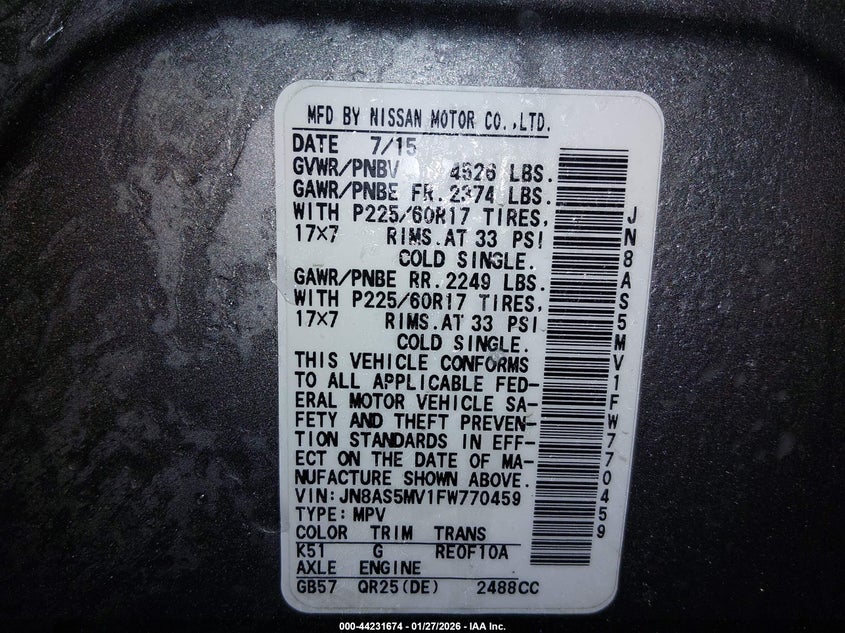 MFD BY NISSAN MOTOR CO.,LTD.
DATE 7/15
GVWR/PNBV 4526 LBS.
GAWR/PNBE FR. 2374 LBS.
WITH P225/60R17 TIRES,
17×7 RIMS.AT 33 PSI
COLD SINGLE.
GAWR/PNBE RR. 2249 LBS.
WITH P225/60R17 TIRES,
17×7 RIMS.AT 33 PSI
COLD SINGLE.
THIS VEHICLE CONFORMS
TO ALL APPLICABLE FED-
ERAL MOTOR VEHICLE SA-
FETY AND THEFT PREVEN-
TION STANDARDS IN EFF-
ECT ON THE DATE OF MA-
NUFACTURE SHOWN ABOVE.
VIN:JN8AS5MV1FW770459
TYPE:MPV
COLOR TRIM TRANS
K51 G RE0F10A
AXLE ENGINE
GB57 QR25(DE) 2488CC
JN8AS5MV1FW770459
000-44231674 | 01/27/2026 - IAA Inc.